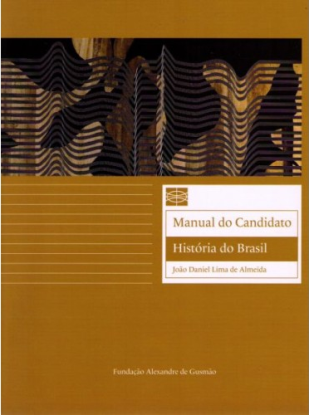 Manual do Candidato
História do Brasil
João Daniel Lima de Almeida
Fundação Alexandre de Gusmão